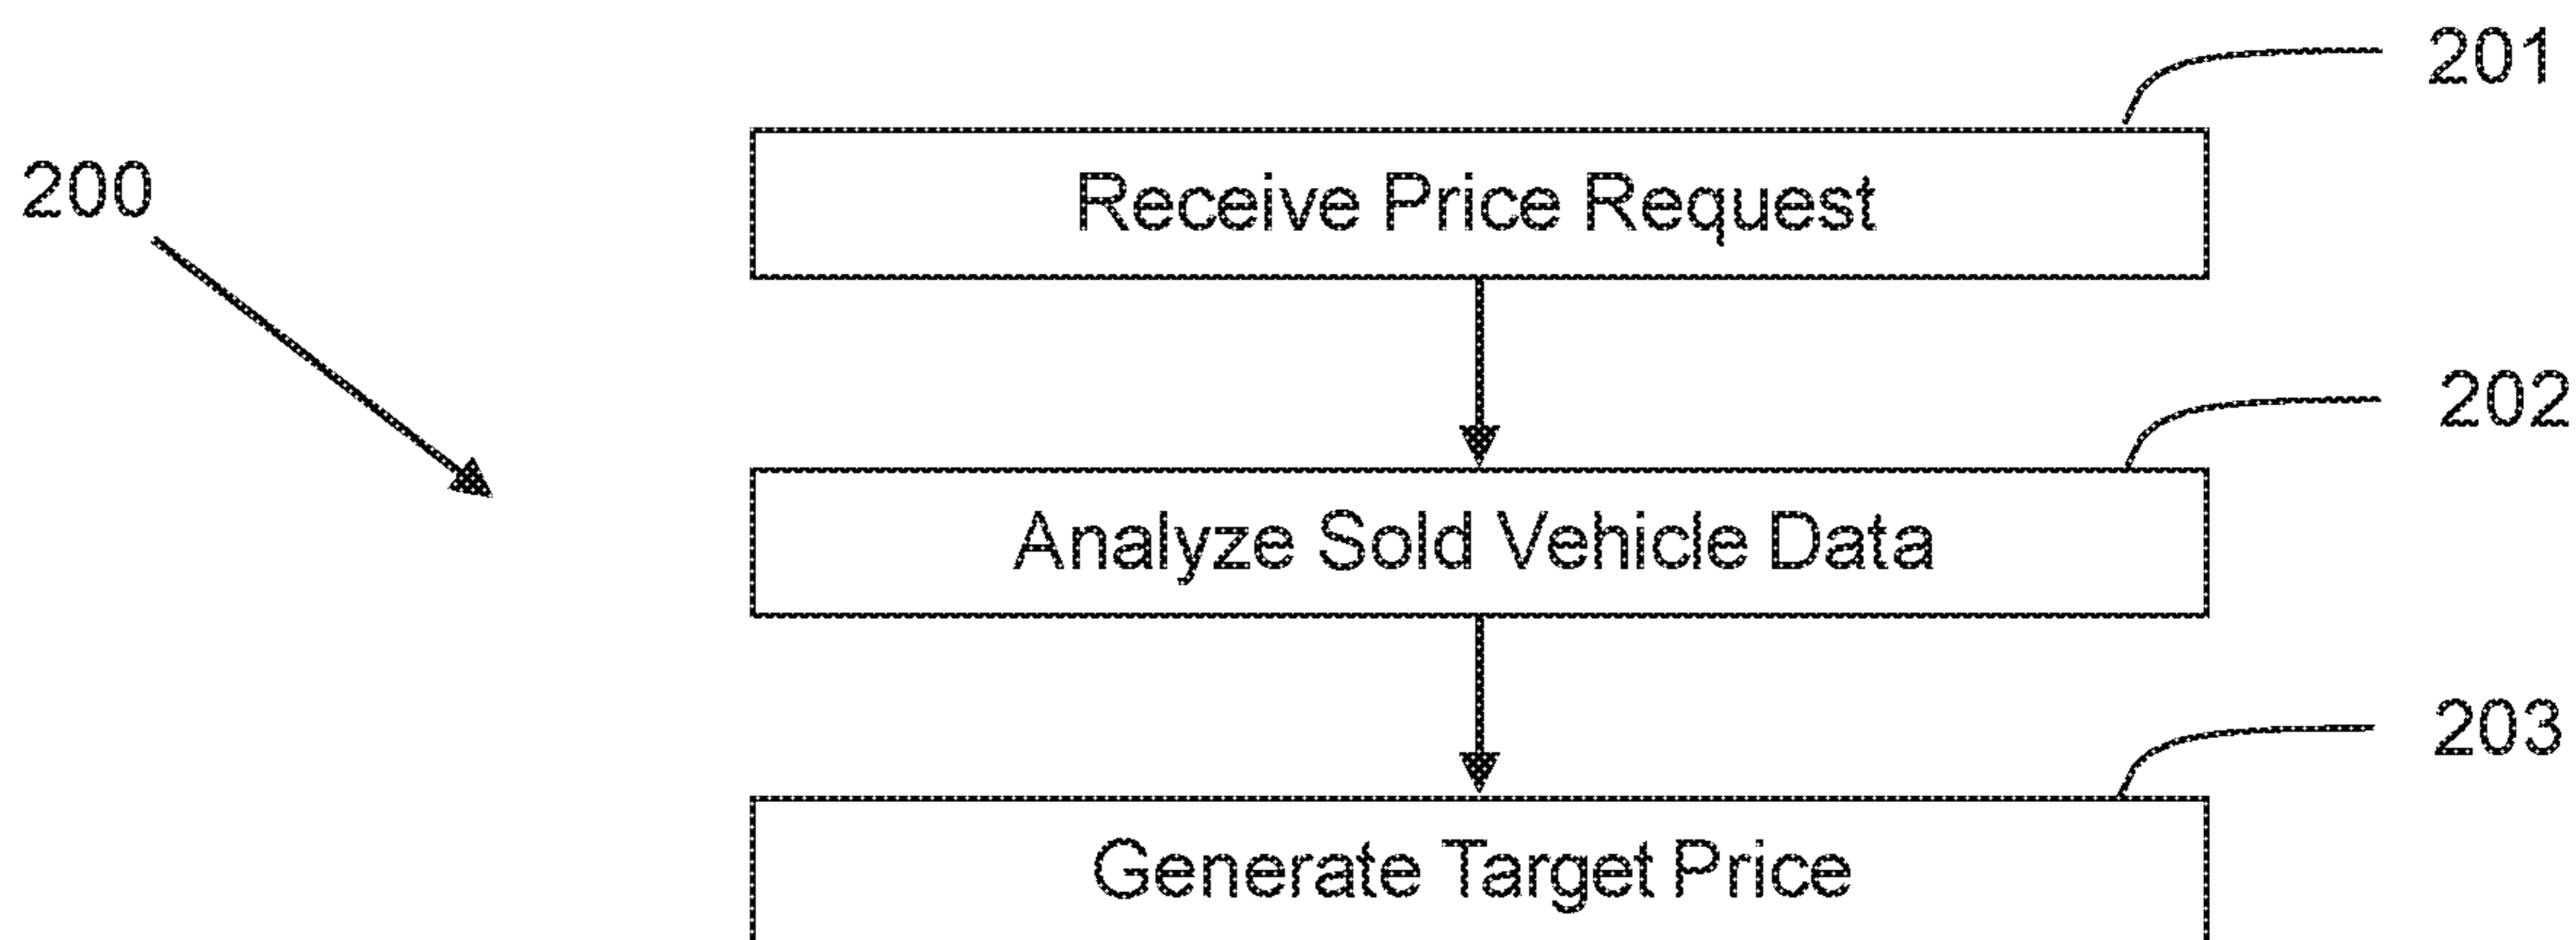 201
200
Receive Price Request
202
Analyze Sold Vehicle Data
203
Generate Target Price